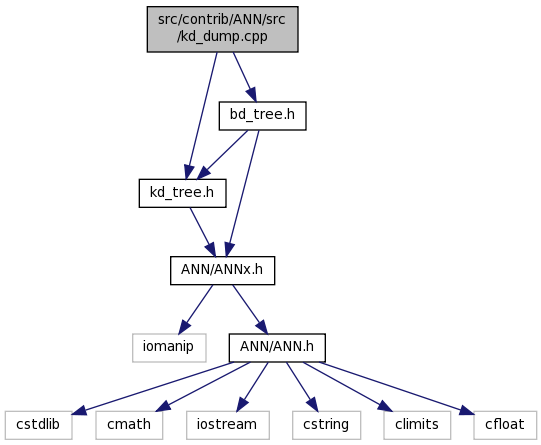 src/contrib/ANN/src
/kd_dump.cpp
bd_tree.h
kd_tree.h
ANN/ANNx.h
iomanip
ANN/ANN.h
cstdlib
cmath
iostream
cstring
climits
cfloat